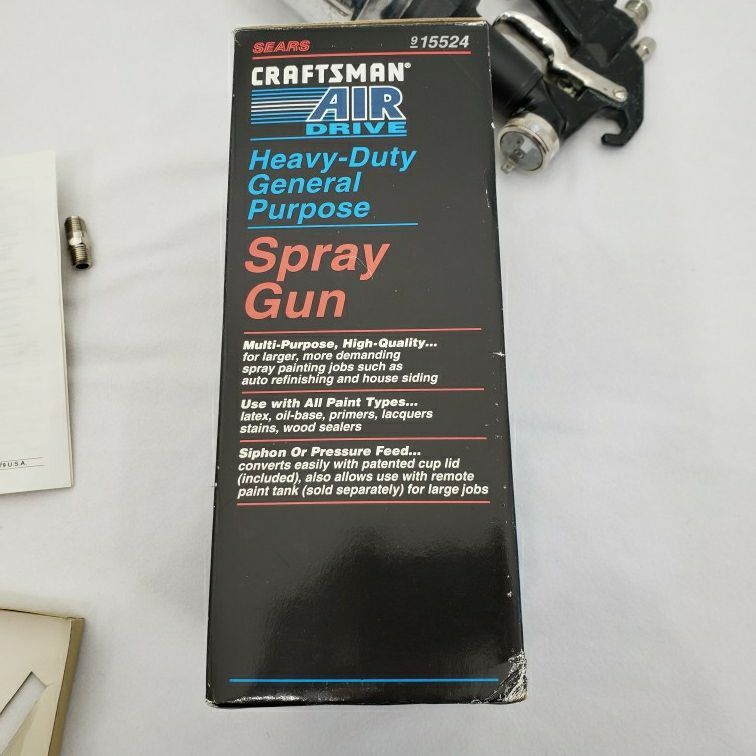 SEARS
9 15524
CRAFTSMAN®
AIR
DRIVE
Heavy-Duty
General
Purpose
Spray
Gun
Multi-Purpose, High-Quality...
for larger, more demanding
spray painting jobs such as
auto refinishing and house siding
Use with All Paint Types...
latex, oil-base, primers, lacquers
stains, wood sealers
Siphon Or Pressure Feed...
converts easily with patented cup lid
(included), also allows use with remote
paint tank (sold separately) for large jobs
U.S.A.